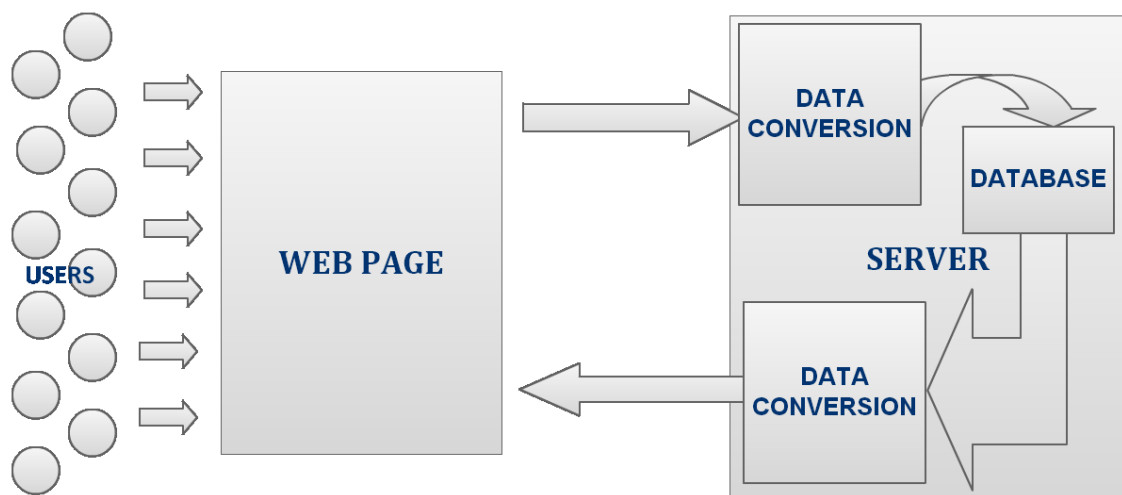 DATA
CONVERSION
DATABASE
USERS
WEB PAGE
SERVER
DATA
CONVERSION